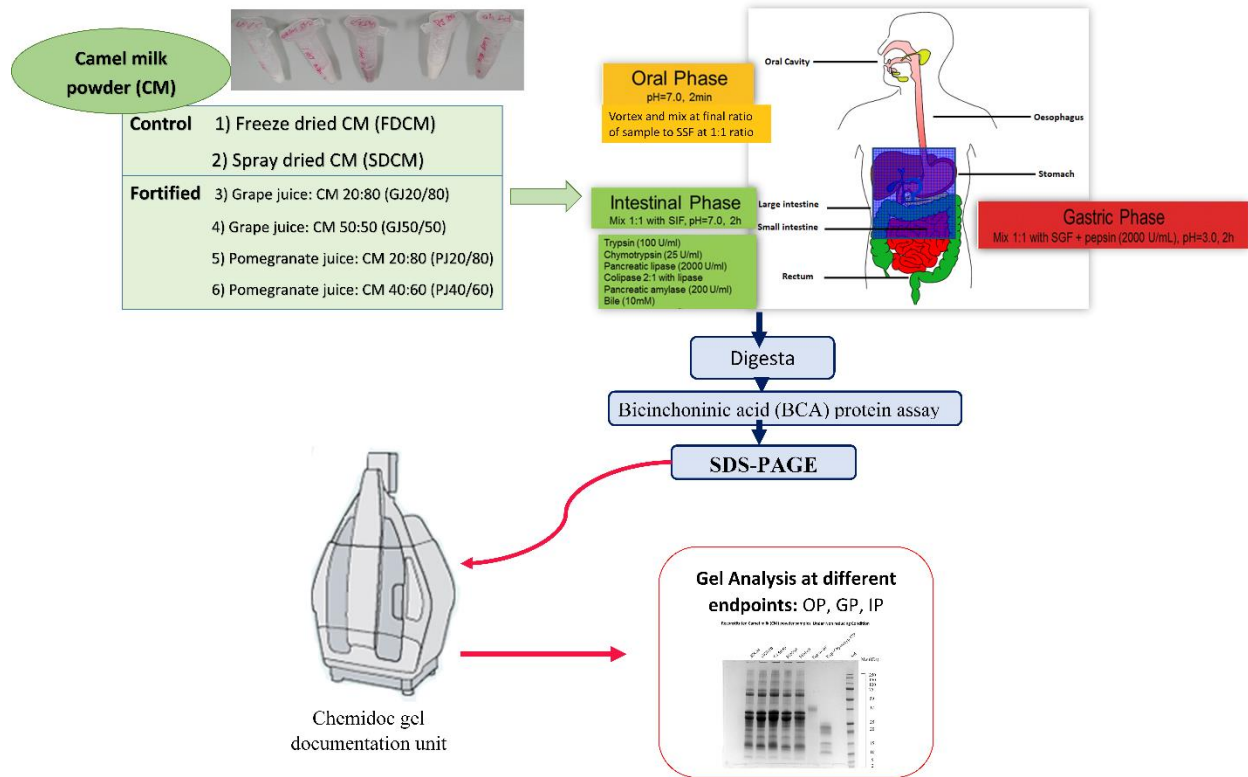 Camel milk
powder (CM)
Control 1) Freeze dried CM (FDCM)
2) Spray dried CM (SDCM)
Fortified 3) Grape juice: CM 20:80 (GJ20/80)
4) Grape juice: CM 50:50 (GJ50/50)
5) Pomegranate juice: CM 20:80 (PJ20/80)
6) Pomegranate juice: CM 40:60 (PJ40/60)
Oral Phase
pH=7.0, 2min
Vortex and mix at final ratio
of sample to SSF at 1:1 ratio
Intestinal Phase
Mix 1:1 with SIF, pH=7.0, 2h
Trypsin (100 U/ml)
Chymotrypsin (25 U/ml)
Pancreatic lipase (2000 U/ml)
Colipase 2:1 with lipase
Pancreatic amylase (200 U/ml)
Bile (10mM)
Oral Cavity
Oesophagus
Stomach
Large intestine
Small intestine
Rectum
Gastric Phase
Mix 1:1 with SGF + pepsin (2000 U/mL), pH=3.0, 2h
Digesta
Bicinchoninic acid (BCA) protein assay
SDS-PAGE
Chemidoc gel
documentation unit
Gel Analysis at different
endpoints: OP, GP, IP